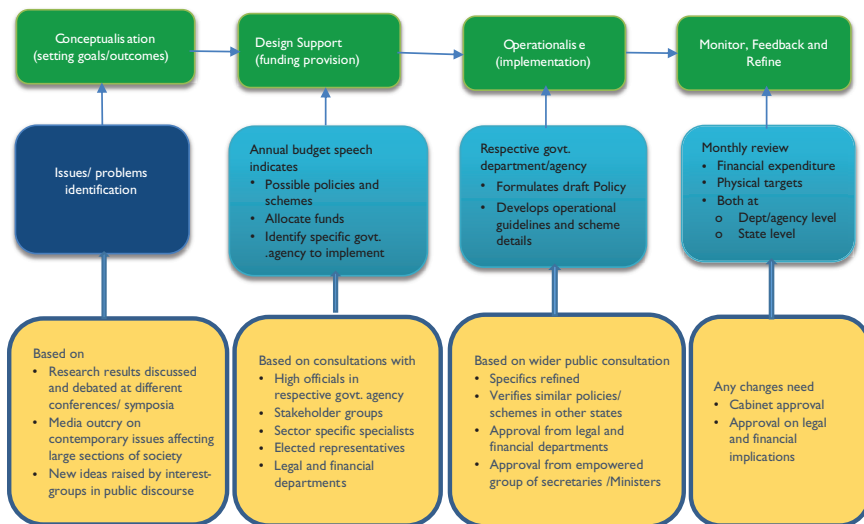 Conceptualisation
(setting goals/outcomes)
Design Support
(funding provision)
Operationalise
(implementation)
Monitor, Feedback and
Refine
Issues/ problems
identification
Annual budget speech
indicates
• Possible policies and
schemes
• Allocate funds
• Identify specific govt.
.agency to implement
Respective govt.
department/agency
• Formulates draft Policy
• Develops operational
guidelines and scheme
details
Monthly review
• Financial expenditure
• Physical targets
• Both at
o Dept/agency level
o State level
Based on
• Research results discussed
and debated at different
conferences/ symposia
• Media outcry on
contemporary issues affecting
large sections of society
• New ideas raised by interest-
groups in public discourse
Based on consultations with
• High officials in
respective govt. agency
• Stakeholder groups
• Sector specific specialists
• Elected representatives
• Legal and financial
departments
Based on wider public consultation
• Specifics refined
• Verifies similar policies/
schemes in other states
• Approval from legal and
financial departments
• Approval from empowered
group of secretaries /Ministers
Any changes need
• Cabinet approval
• Approval on legal
and financial
implications